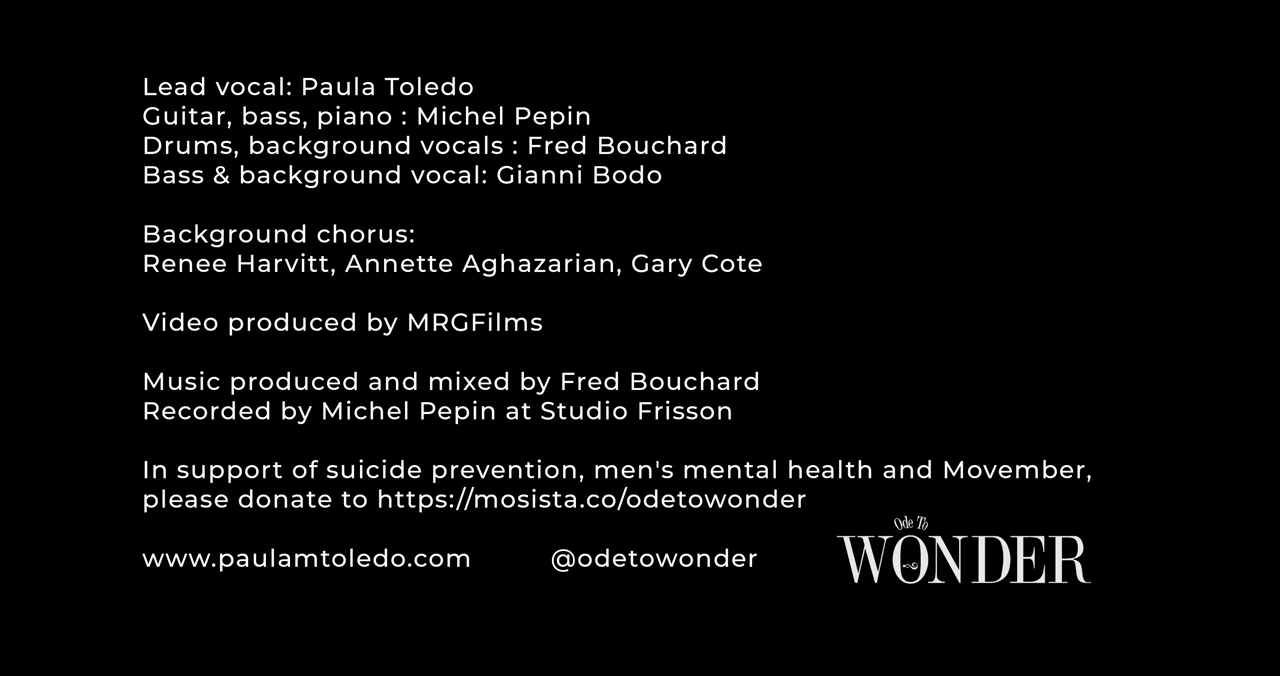 Lead vocal: Paula Toledo
Guitar, bass, piano : Michel Pepin
Drums, background vocals : Fred Bouchard
Bass & background vocal: Gianni Bodo
Background chorus:
Renee Harvitt, Annette Aghazarian, Gary Cote
Video produced by MRGFilms
Music produced and mixed by Fred Bouchard
Recorded by Michel Pepin at Studio Frisson
In support of suicide prevention, men's mental health and Movember,
please donate to https://mosista.co/odetowonder
www.paulamtoledo.com @odetowonder
Ode To
WONDER